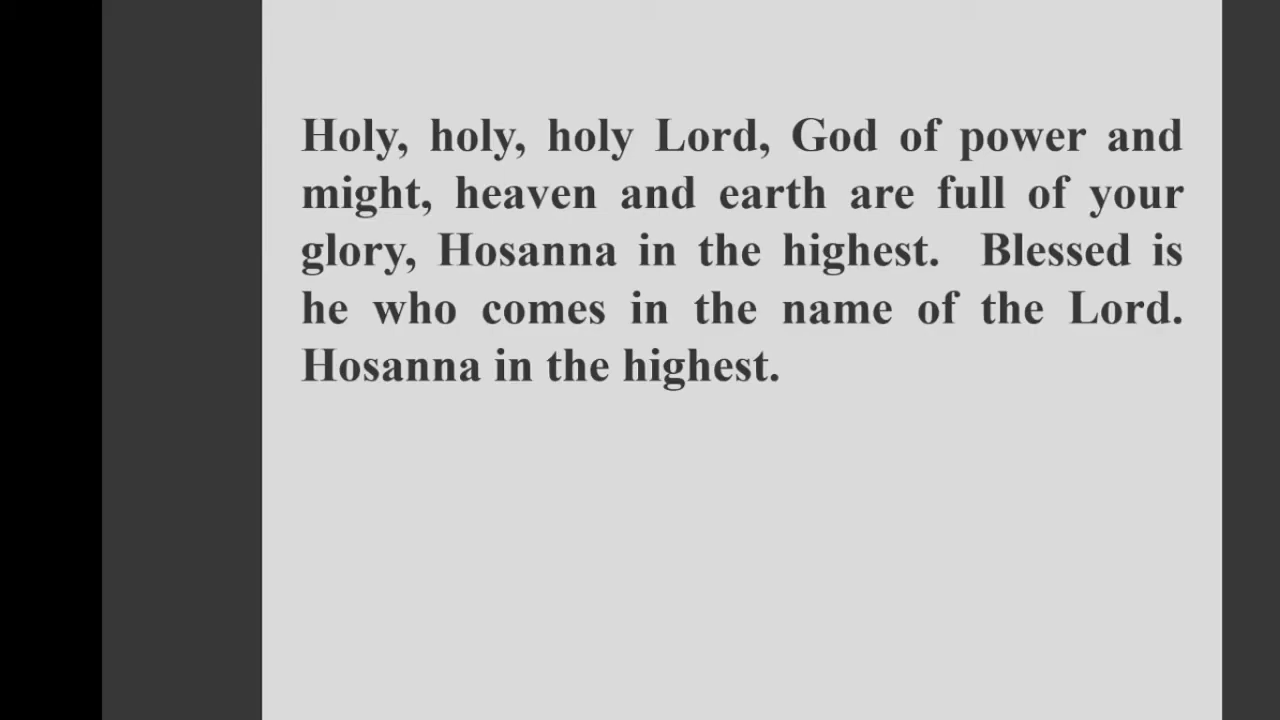 Holy, holy, holy Lord, God of power and
might, heaven and earth are full of your
glory, Hosanna in the highest.  Blessed is
he who comes in the name of the Lord.
Hosanna in the highest.